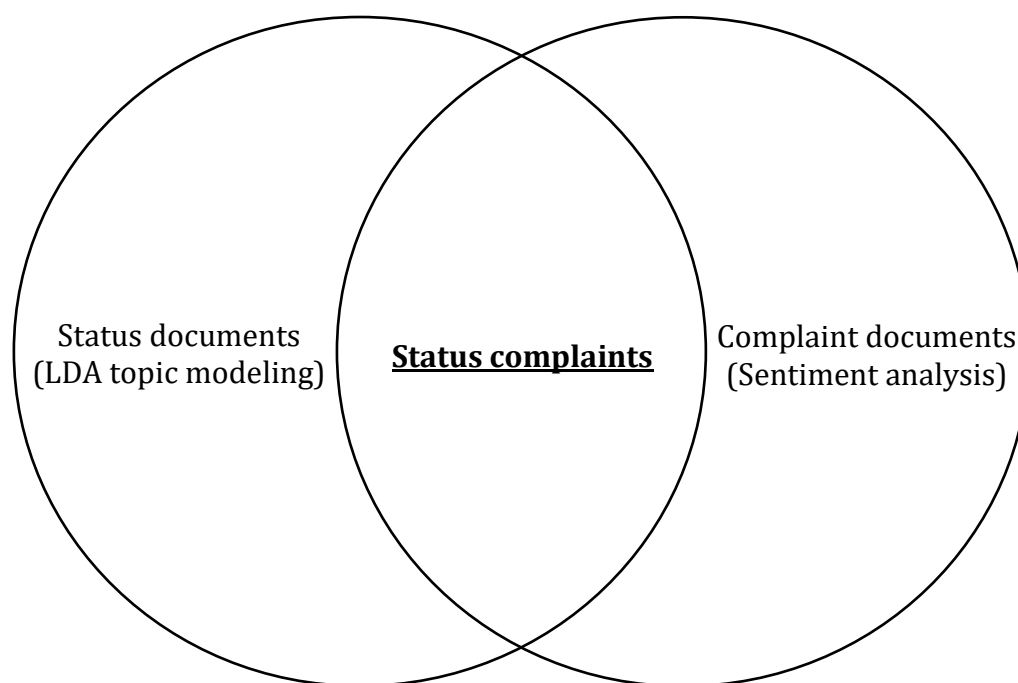 Status documents
(LDA topic modeling)
Status complaints
Complaint documents
(Sentiment analysis)